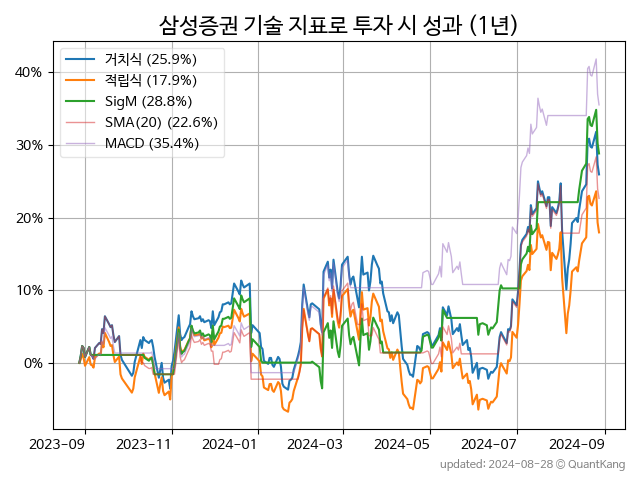 삼성증권 기술 지표로 투자 시 성과 (1년)
거치식 (25.9%)
적립식 (17.9%)
SigM (28.8%)
SMA(20) (22.6%)
MACD (35.4%)
40%
30%
20%
10%
0%
2023-09 2023-11 2024-01 2024-03 2024-05 2024-07 2024-09
updated: 2024-08-28 © QuantKang